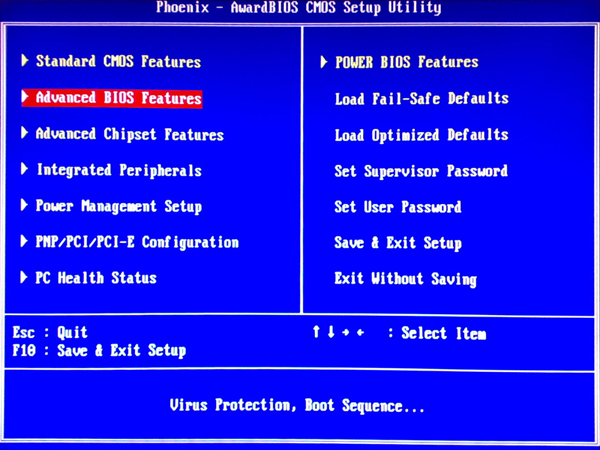 Phoenix - AwardBIOS CMOS Setup Utility
Standard CMOS Features
Advanced BIOS Features
Advanced Chipset Features
Integrated Peripherals
Power Management Setup
PNP/PCI/PCI-E Configuration
PC Health Status
POWER BIOS Features
Load Fail-Safe Defaults
Load Optimized Defaults
Set Supervisor Password
Set User Password
Save & Exit Setup
Exit Without Saving
Esc : Quit
F10 : Save & Exit Setup
↑ ↓ → ← : Select Item
Virus Protection, Boot Sequence...